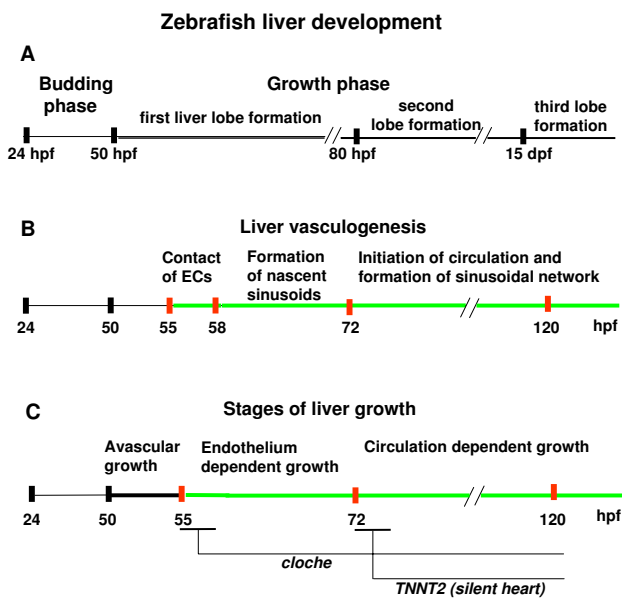 Zebrafish liver development
A
Budding
phase
Growth phase
first liver lobe formation
second
lobe formation
third lobe
formation
24 hpf 50 hpf 80 hpf 15 dpf
B
Liver vasculogenesis
Contact
of ECs
Formation
of nascent
sinusoids
Initiation of circulation and
formation of sinusoidal network
24 50 55 58 72 120 hpf
C
Stages of liver growth
Avascular
growth
Endothelium
dependent growth
Circulation dependent growth
24 50 55 72 120 hpf
cloche
TNNT2 (silent heart)